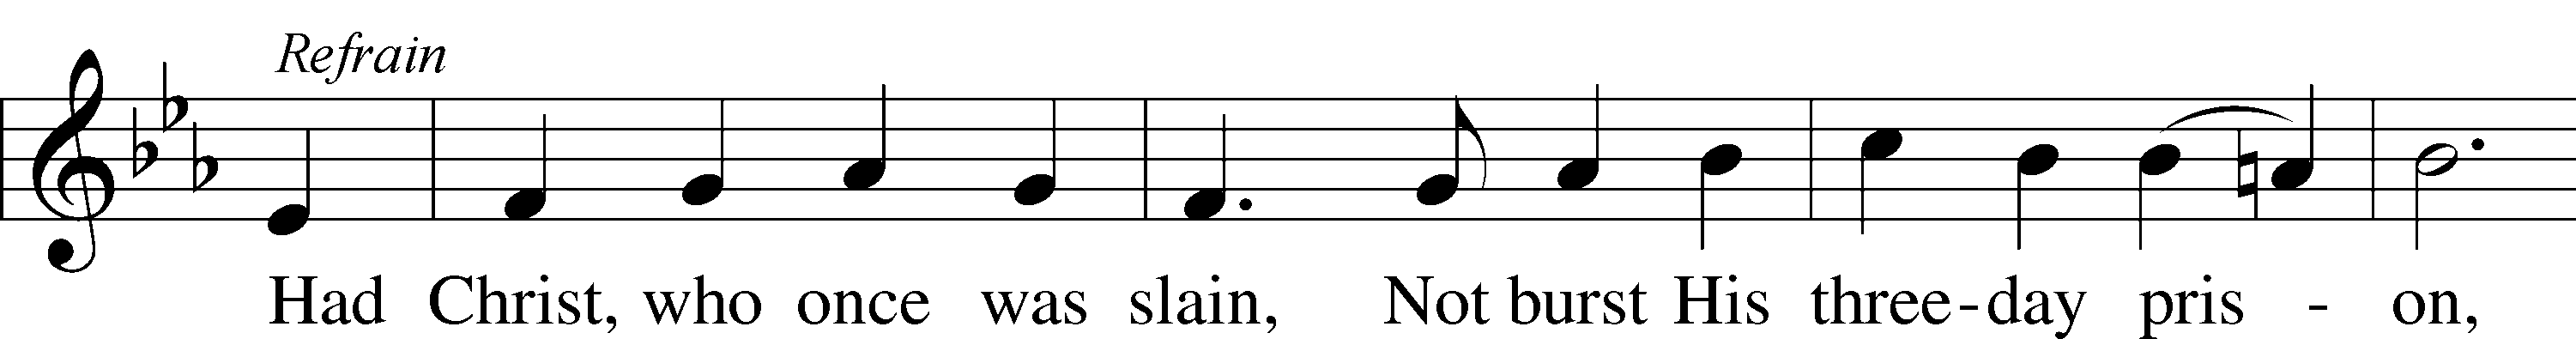 Refrain
Had Christ, who once was slain, Not burst His three-day pris - on,